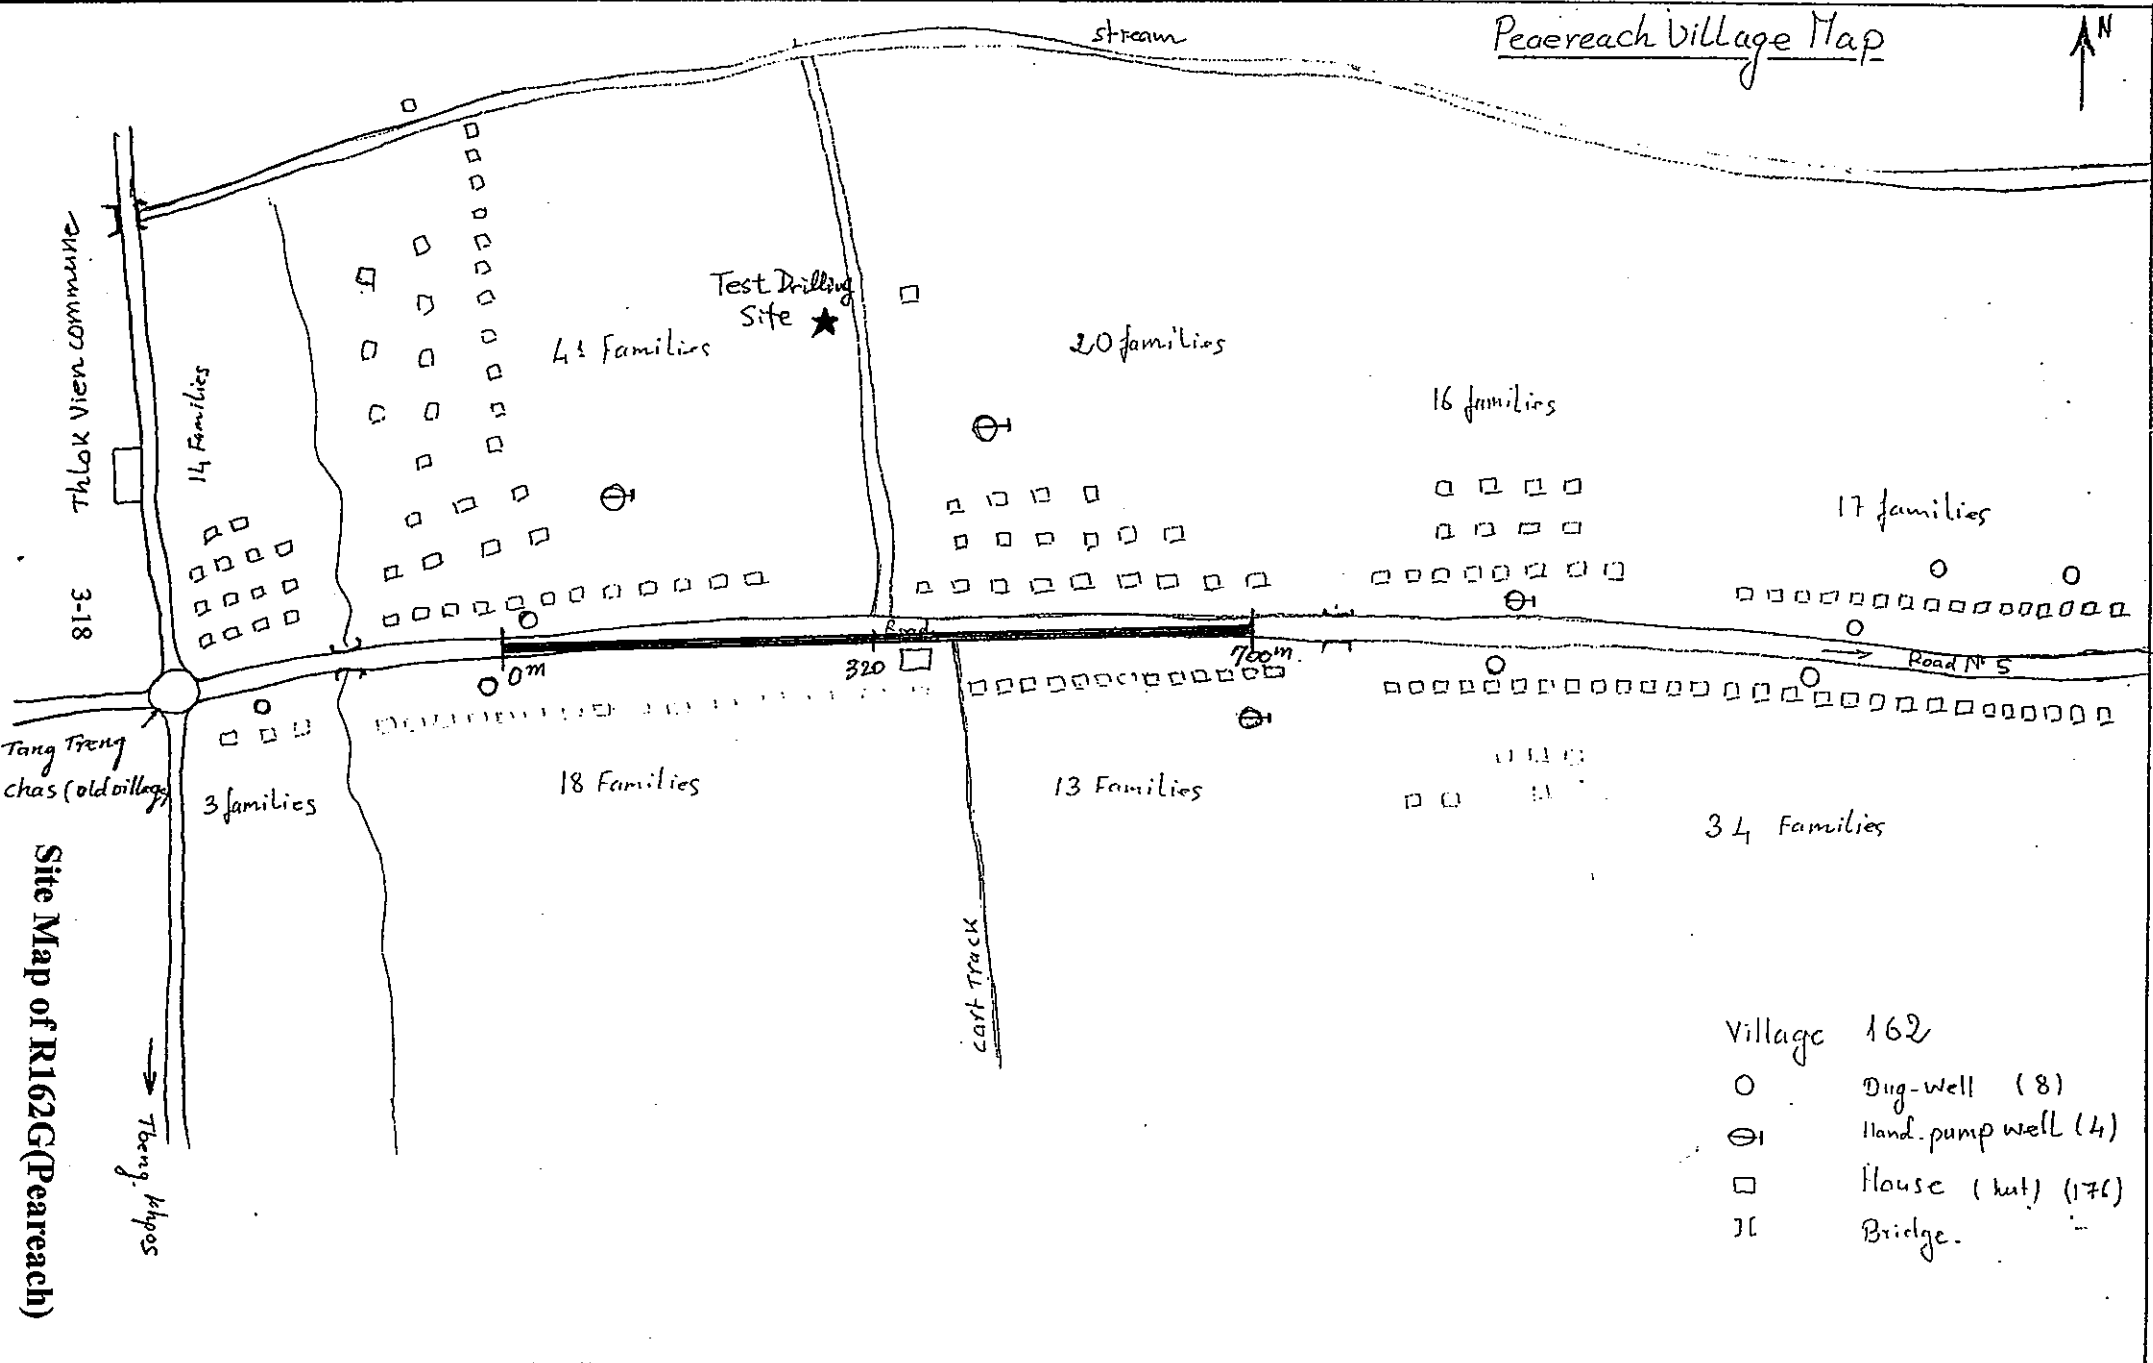 stream
Peaereach Village Map
N
Thlok Vien commune
14 Families
41 Families
Test Drilling
Site
20 families
16 families
17 families
3-18
Road
0m
320
700m.
Road No 5
Tang Treng
chas (old village)
3 families
18 Families
13 Families
34 Families
cart Track
Tbeng Khpos
Site Map of R162G(Peareach)
Village 162
Dug-well (8)
Hand-pump well (4)
House (hut) (176)
Bridge.